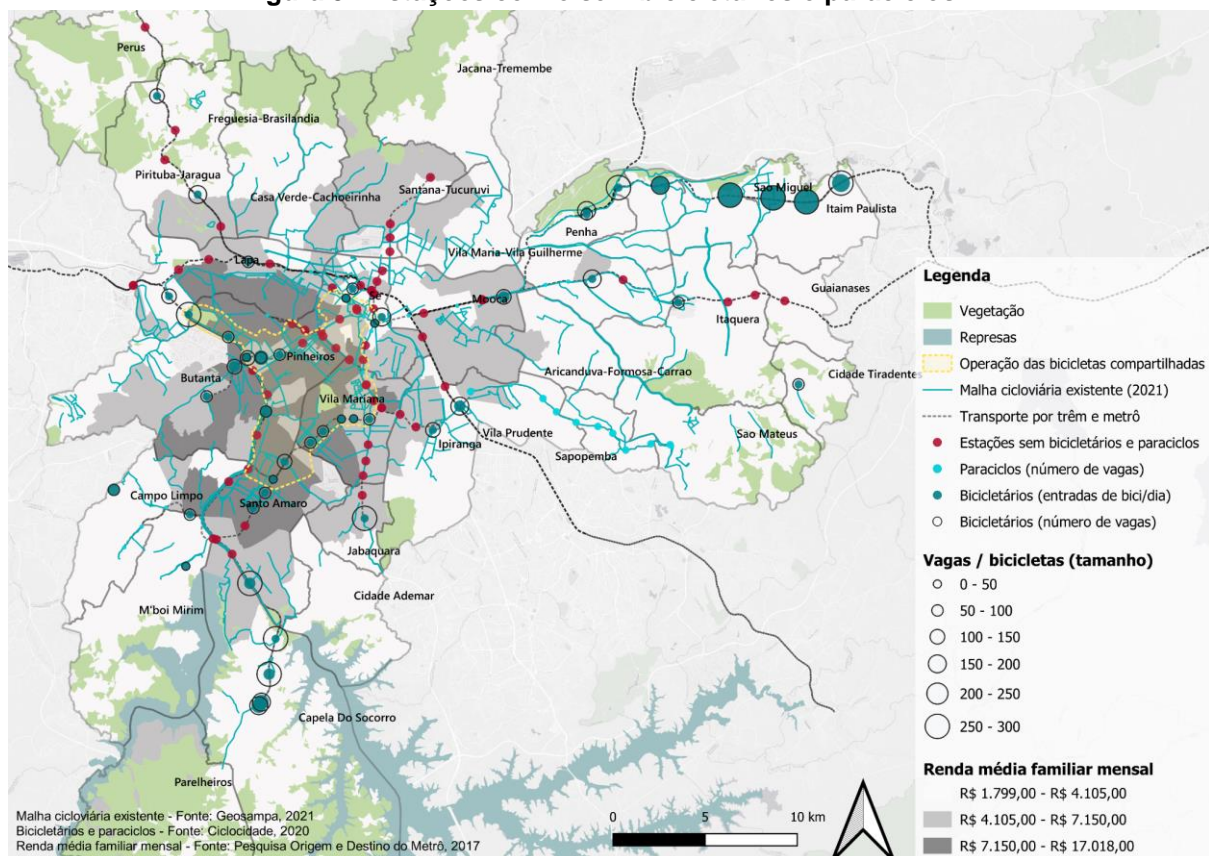 Perus
Jacana-Tremembe
Freguesia-Brasilandia
Pirituba-Jaragua
Casa Verde-Cachoeirinha
Santana-Tucuruvi
Sao Miguel
Itaim Paulista
Penha
Vila Maria-Vila Guilherme
Lapa
Se
Mooca
Guaianases
Itaquera
Pinheiros
Butanta
Aricanduva-Formosa-Carrao
Cidade Tiradentes
Vila Mariana
Ipiranga
Vila Prudente
Sao Mateus
Sapopemba
Campo Limpo
Santo Amaro
Jabaquara
Cidade Ademar
M'boi Mirim
Capela Do Socorro
Parelheiros
Legenda
Vegetação
Represas
Operação das bicicletas compartilhadas
Malha cicloviária existente (2021)
Transporte por trêm e metrô
Estações sem bicicletários e paraciclos
Paraciclos (número de vagas)
Bicicletários (entradas de bici/dia)
Bicicletários (número de vagas)
Vagas / bicicletas (tamanho)
0 - 50
50 - 100
100 - 150
150 - 200
200 - 250
250 - 300
Renda média familiar mensal
R$ 1.799,00 - R$ 4.105,00
R$ 4.105,00 - R$ 7.150,00
R$ 7.150,00 - R$ 17.018,00
Malha cicloviária existente - Fonte: Geosampa, 2021
Bicicletários e paraciclos - Fonte: Ciclocidade, 2020
Renda média familiar mensal - Fonte: Pesquisa Origem e Destino do Metrô, 2017
0 5 10 km